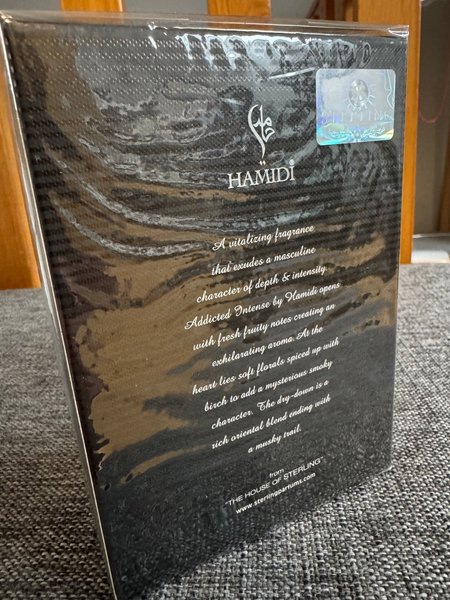 HAMIDI
A vitalizing fragrance
that exudes a masculine
character of depth & intensity.
Addicted Intense by Hamidi opens
with fresh fruity notes creating an
exhilarating aroma. At the
heart lies soft florals spiced up with
birch to add a mysterious smoky
character. The dry-down is a
rich oriental blend ending with
a musky trail.
from
"THE HOUSE OF STERLING"
www.sterlingparfums.com